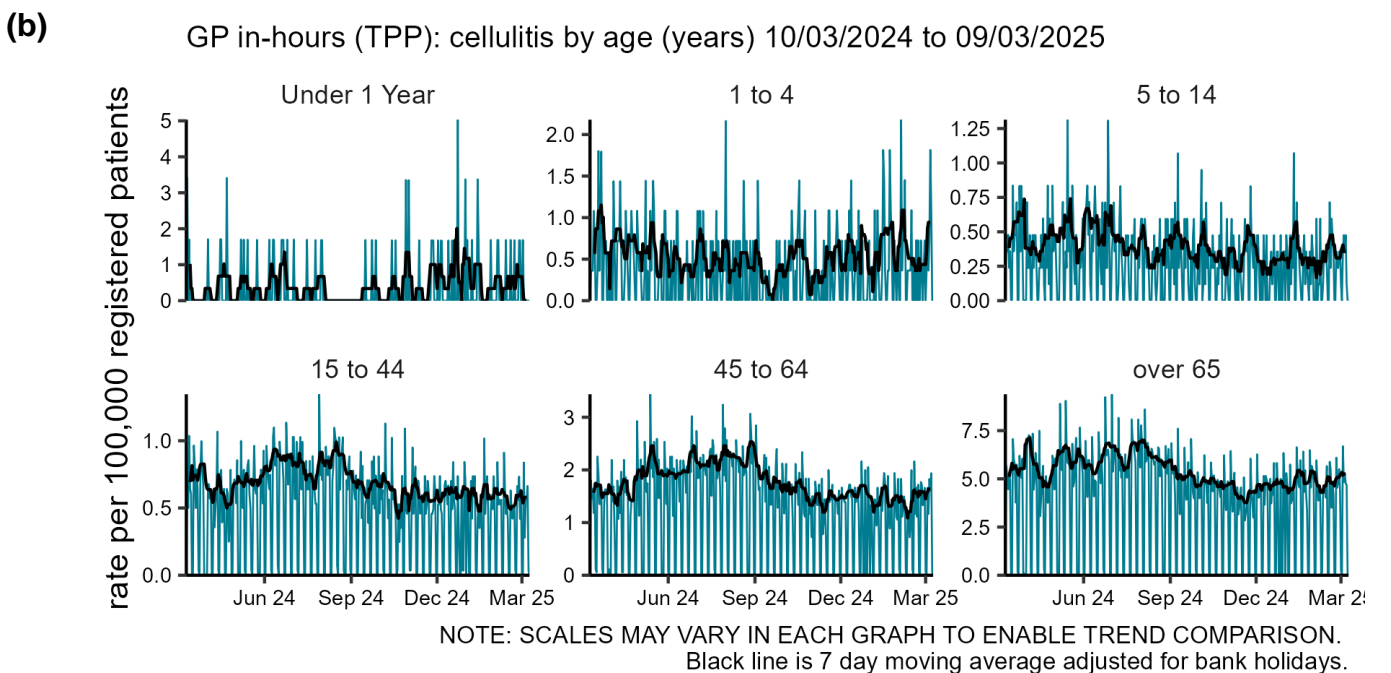 (b)
GP in-hours (TPP): cellulitis by age (years) 10/03/2024 to 09/03/2025
rate per 100,000 registered patients
Under 1 Year
5
4
3
2
1
0
1 to 4
2.0
1.5
1.0
0.5
0.0
5 to 14
1.25
1.00
0.75
0.50
0.25
0.00
15 to 44
1.0
0.5
0.0
Jun 24 Sep 24 Dec 24 Mar 25
45 to 64
3
2
1
0
Jun 24 Sep 24 Dec 24 Mar 25
over 65
7.5
5.0
2.5
0.0
Jun 24 Sep 24 Dec 24 Mar 25
NOTE: SCALES MAY VARY IN EACH GRAPH TO ENABLE TREND COMPARISON.
Black line is 7 day moving average adjusted for bank holidays.